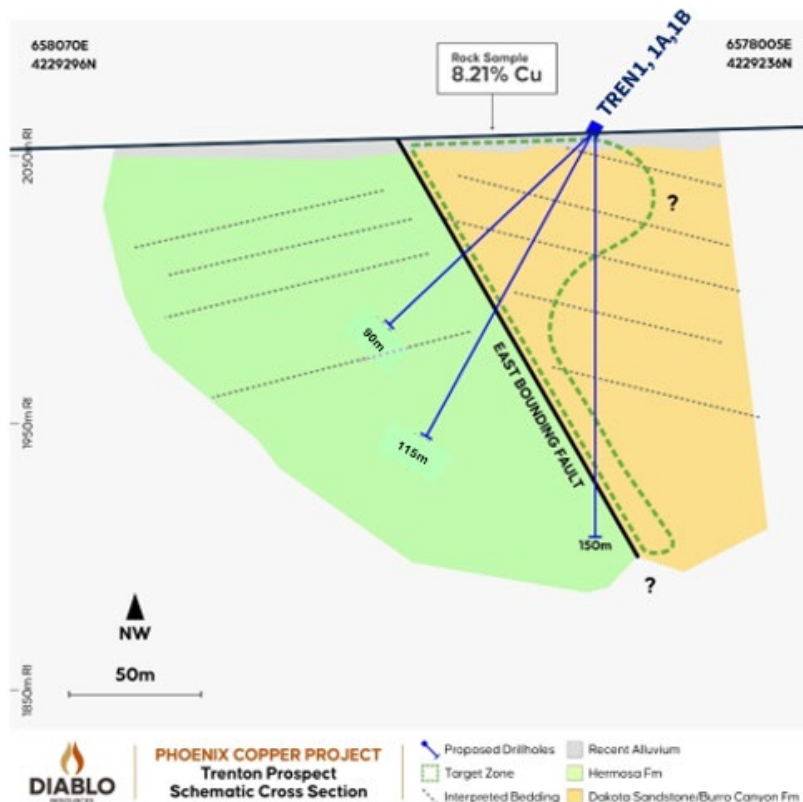 658070E
4229296N
Rock Sample
8.21% Cu
TREN1, 1A,1B
6578005E
4229236N
2050m Rl
?
90m
EAST BOUNDING FAULT
1950m Rl
115m
150m
?
NW
50m
1850m Rl
DIABLO
RESOURCES
PHOENIX COPPER PROJECT
Trenton Prospect
Schematic Cross Section
Proposed Drillholes
Target Zone
Interpreted Bedding
Recent Alluvium
Hermosa Fm
Dakota Sandstone/Burro Canyon Fm